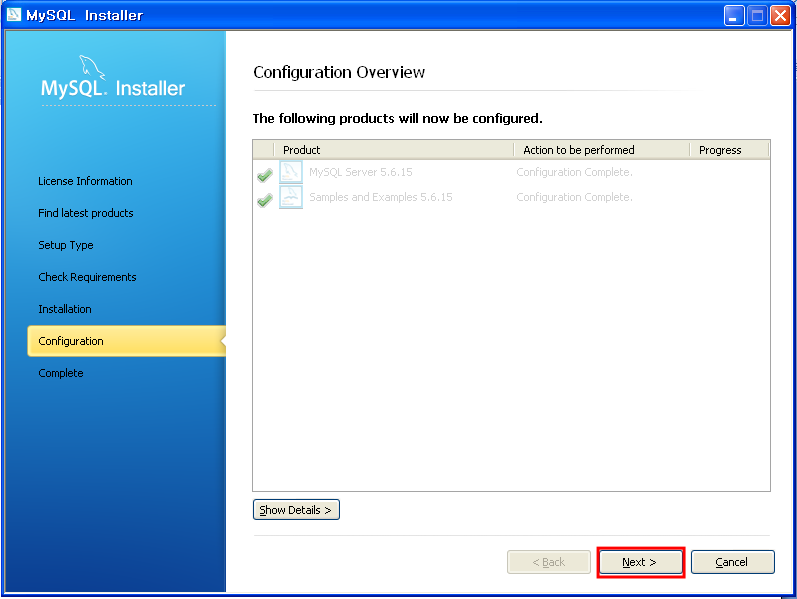 MySQL Installer
MySQL. Installer
License Information
Find latest products
Setup Type
Check Requirements
Installation
Configuration
Complete
Configuration Overview
The following products will now be configured.
Product Action to be performed Progress
MySQL Server 5.6.15 Configuration Complete.
Samples and Examples 5.6.15 Configuration Complete.
Show Details >
< Back Next > Cancel